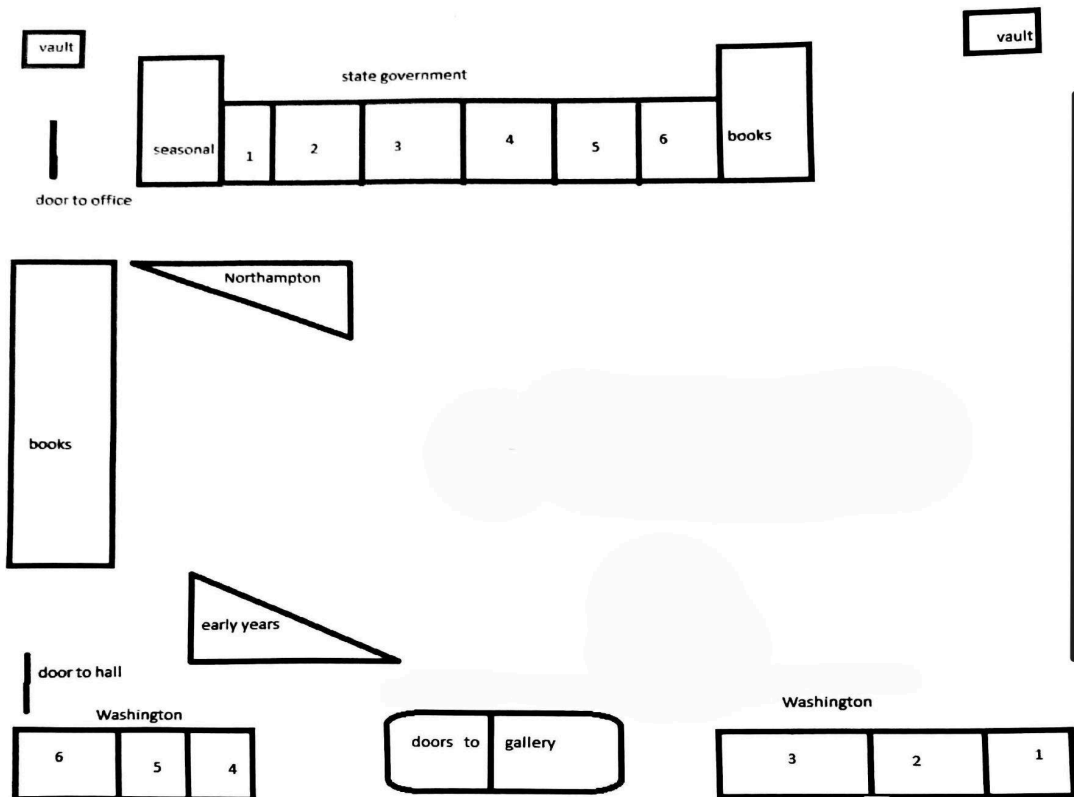 vault
vault
state government
seasonal
1
2
3
4
5
6
books
door to office
Northampton
books
early years
door to hall
Washington
6
5
4
doors to gallery
Washington
3
2
1